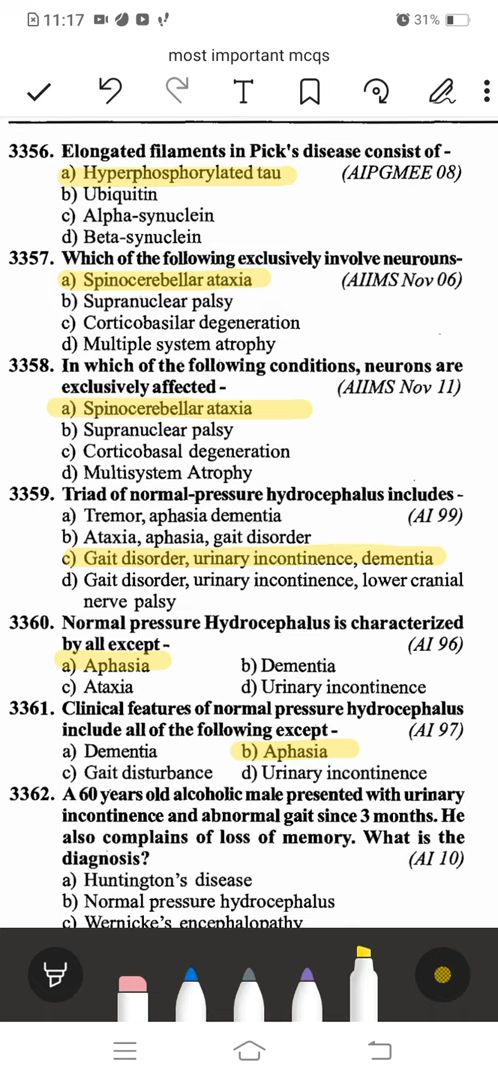 11:17
31%
most important mcqs
T
3356. Elongated filaments in Pick's disease consist of -
a) Hyperphosphorylated tau (AIPGMEE 08)
b) Ubiquitin
c) Alpha-synuclein
d) Beta-synuclein
3357. Which of the following exclusively involve neurouns-
a) Spinocerebellar ataxia (AIIMS Nov 06)
b) Supranuclear palsy
c) Corticobasilar degeneration
d) Multiple system atrophy
3358. In which of the following conditions, neurons are
exclusively affected - (AIIMS Nov 11)
a) Spinocerebellar ataxia
b) Supranuclear palsy
c) Corticobasal degeneration
d) Multisystem Atrophy
3359. Triad of normal-pressure hydrocephalus includes -
a) Tremor, aphasia dementia (AI 99)
b) Ataxia, aphasia, gait disorder
c) Gait disorder, urinary incontinence, dementia
d) Gait disorder, urinary incontinence, lower cranial
nerve palsy
3360. Normal pressure Hydrocephalus is characterized
by all except - (AI 96)
a) Aphasia b) Dementia
c) Ataxia d) Urinary incontinence
3361. Clinical features of normal pressure hydrocephalus
include all of the following except - (AI 97)
a) Dementia b) Aphasia
c) Gait disturbance d) Urinary incontinence
3362. A 60 years old alcoholic male presented with urinary
incontinence and abnormal gait since 3 months. He
also complains of loss of memory. What is the
diagnosis? (AI 10)
a) Huntington's disease
b) Normal pressure hydrocephalus
c) Wernicke's encephalopathy